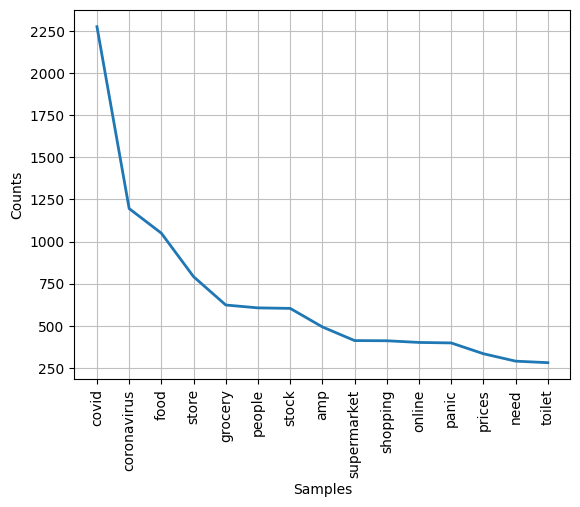 2250
2000
1750
1500
1250
1000
750
500
250
Counts
covid
coronavirus
food
store
grocery
people
stock
amp
supermarket
shopping
online
panic
prices
need
toilet
Samples